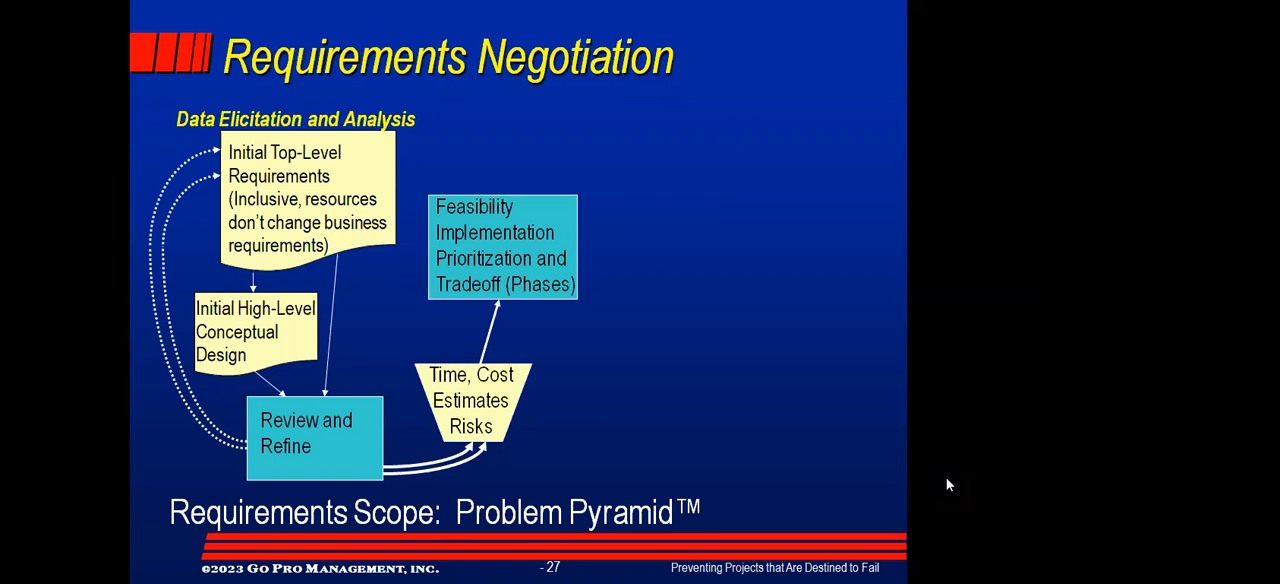 Requirements Negotiation
Data Elicitation and Analysis
Initial Top-Level
Requirements
(Inclusive, resources
don't change business
requirements)
Initial High-Level
Conceptual
Design
Review and
Refine
Feasibility
Implementation
Prioritization and
Tradeoff (Phases)
Time, Cost
Estimates
Risks
Requirements Scope: Problem Pyramid™
©2023 GO PRO MANAGEMENT, INC.
- 27
Preventing Projects that Are Destined to Fail